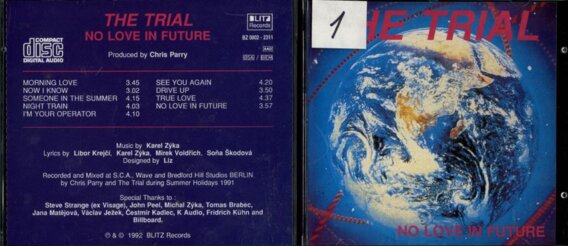 THE TRIAL
NO LOVE IN FUTURE
Produced by Chris Parry
COMPACT
disc
DIGITAL AUDIO
BLITZ
Records
BZ 0002 - 2311
MORNING LOVE 3.45
NOW I KNOW 3.02
SOMEONE IN THE SUMMER 4.15
NIGHT TRAIN 4.03
I'M YOUR OPERATOR 4.10
SEE YOU AGAIN 4.20
DRIVE UP 3.50
TRUE LOVE 4.37
NO LOVE IN FUTURE 3.57
Music by Karel Zýka
Lyrics by Libor Krejčí, Karel Zýka, Mirek Voldřich, Soňa Škodová
Designed by Liz
Recorded and Mixed at S.C.A., Wave and Bedford Hill Studios BERLIN
by Chris Parry and The Trial during Summer Holidays 1991
Special Thanks to :
Steve Strange (ex Visage), John Peel, Michal Zýka, Tomas Brabec,
Jana Matějová, Václav Ježek, Čestmír Kadlec, K Audio, Fridrich Kühn and
Billboard.
℗ & © 1992 BLITZ Records
1
THE TRIAL
NO LOVE IN FUTURE